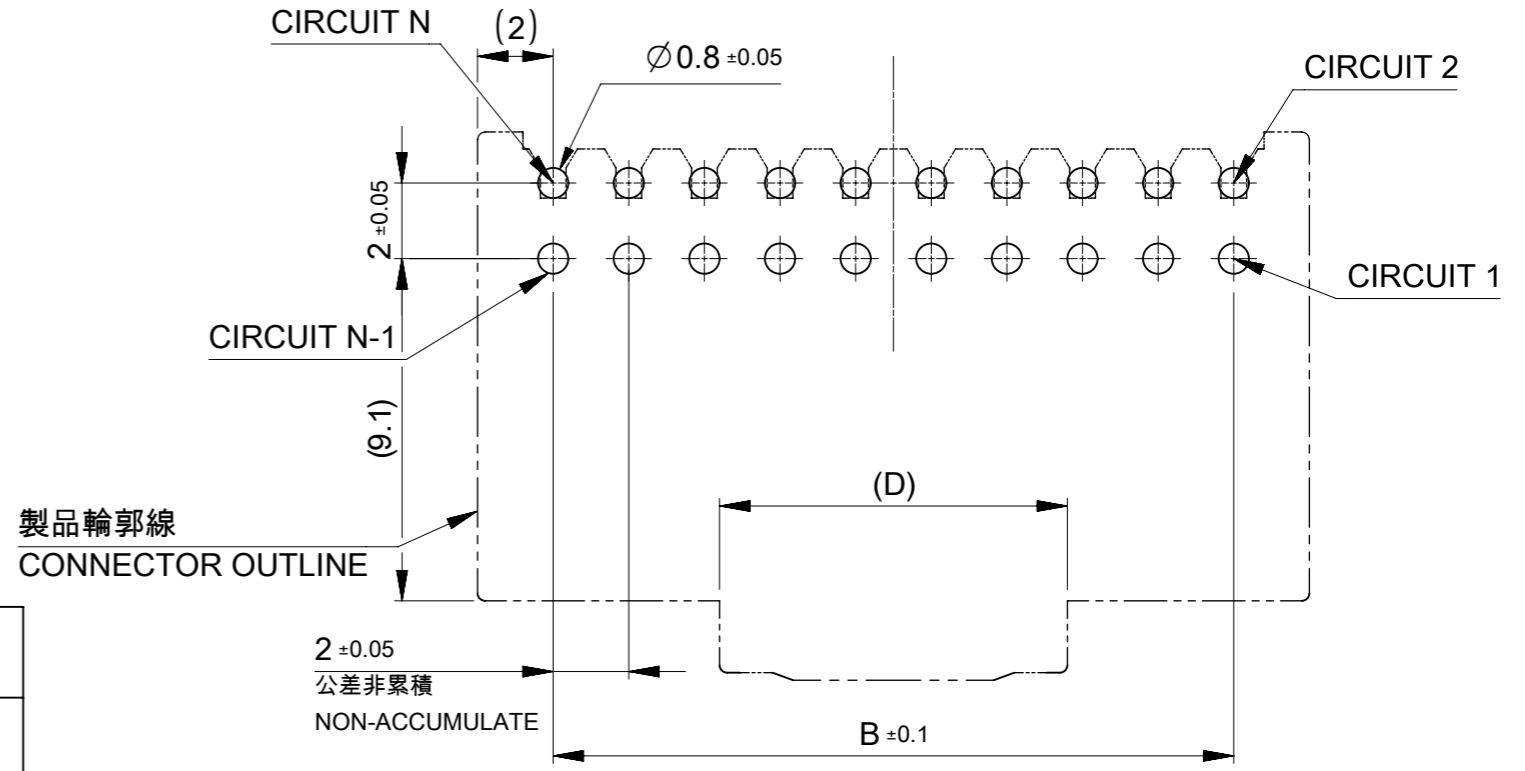 CIRCUIT N
(2)
∅0.8 ±0.05
CIRCUIT 2
2 ±0.05
CIRCUIT 1
CIRCUIT N-1
(9.1)
(D)
製品輪郭線
CONNECTOR OUTLINE
2 ±0.05
公差非累積
NON-ACCUMULATE
B ±0.1